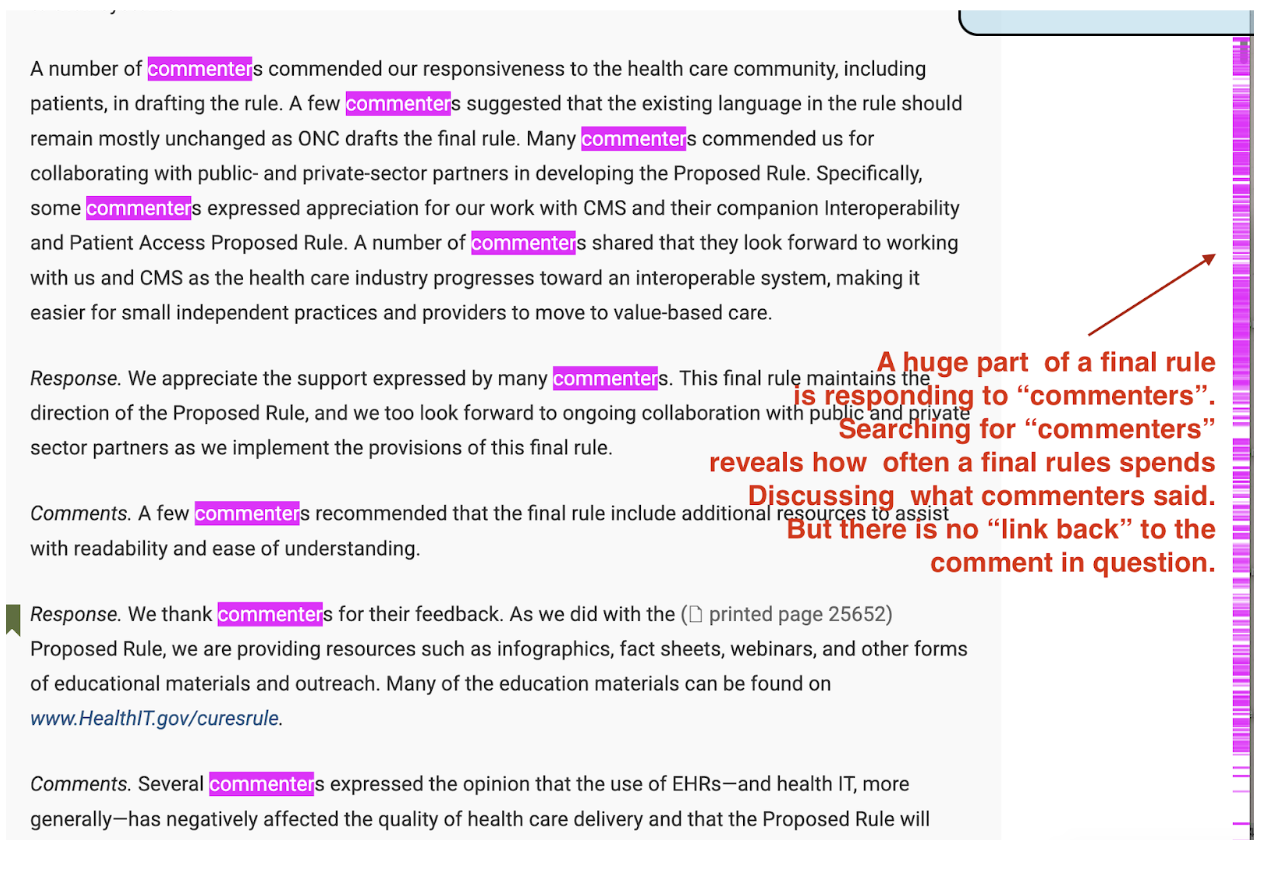 A number of commenters commended our responsiveness to the health care community, including
patients, in drafting the rule. A few commenters suggested that the existing language in the rule should
remain mostly unchanged as ONC drafts the final rule. Many commenters commended us for
collaborating with public- and private-sector partners in developing the Proposed Rule. Specifically,
some commenters expressed appreciation for our work with CMS and their companion Interoperability
and Patient Access Proposed Rule. A number of commenters shared that they look forward to working
with us and CMS as the health care industry progresses toward an interoperable system, making it
easier for small independent practices and providers to move to value-based care.
Response. We appreciate the support expressed by many commenters. This final rule maintains the
direction of the Proposed Rule, and we too look forward to ongoing collaboration with public and private
sector partners as we implement the provisions of this final rule.
Comments. A few commenters recommended that the final rule include additional resources to assist
with readability and ease of understanding.
Response. We thank commenters for their feedback. As we did with the (printed page 25652)
Proposed Rule, we are providing resources such as infographics, fact sheets, webinars, and other forms
of educational materials and outreach. Many of the education materials can be found on
www.HealthIT.gov/curesrule.
Comments. Several commenters expressed the opinion that the use of EHRs—and health IT, more
generally—has negatively affected the quality of health care delivery and that the Proposed Rule will
A huge part of a final rule
is responding to “commenters”.
Searching for “commenters”
reveals how often a final rules spends
Discussing what commenters said.
But there is no “link back” to the
comment in question.